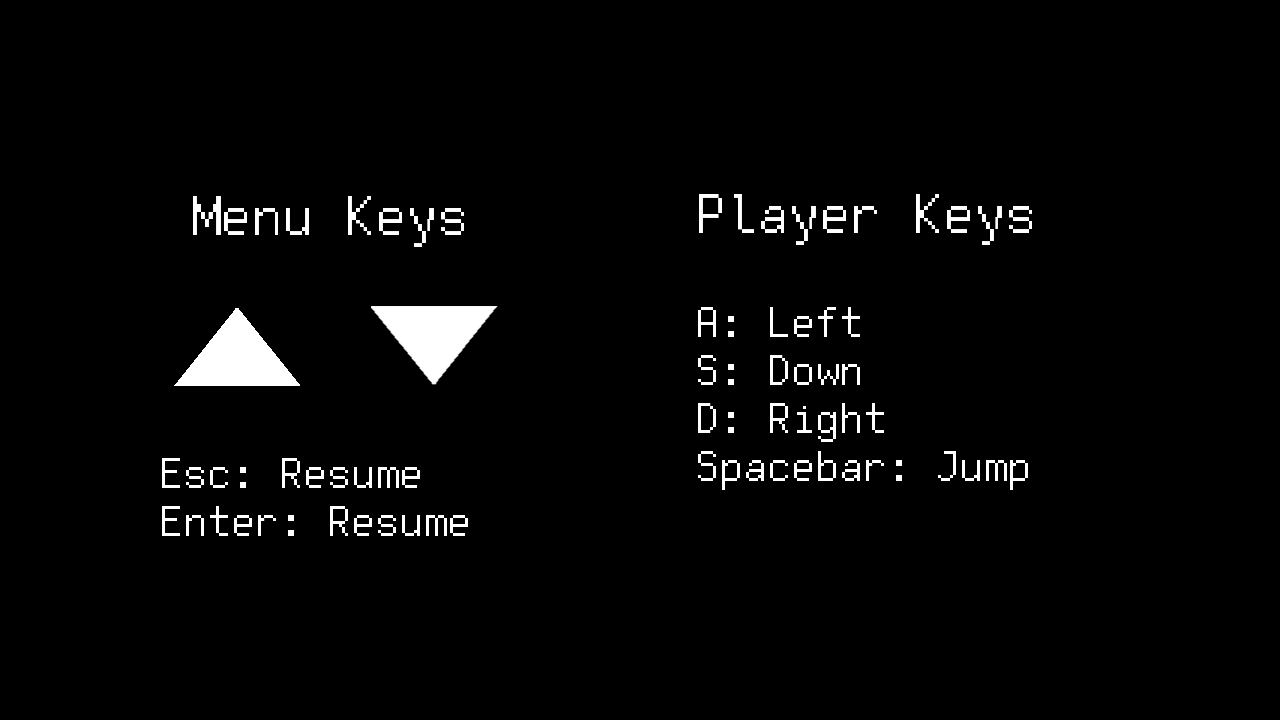 Menu Keys
Esc: Resume
Enter: Resume
Player Keys
A: Left
S: Down
D: Right
Spacebar: Jump